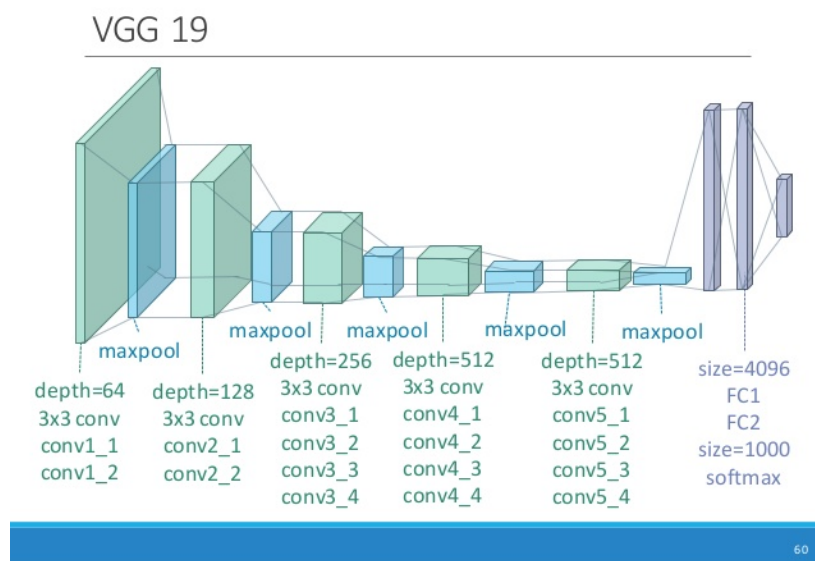 VGG 19
maxpool
maxpool
maxpool
maxpool
maxpool
depth=64
3x3 conv
conv1_1
conv1_2
depth=128
3x3 conv
conv2_1
conv2_2
depth=256
3x3 conv
conv3_1
conv3_2
conv3_3
conv3_4
depth=512
3x3 conv
conv4_1
conv4_2
conv4_3
conv4_4
depth=512
3x3 conv
conv5_1
conv5_2
conv5_3
conv5_4
size=4096
FC1
FC2
size=1000
softmax
60